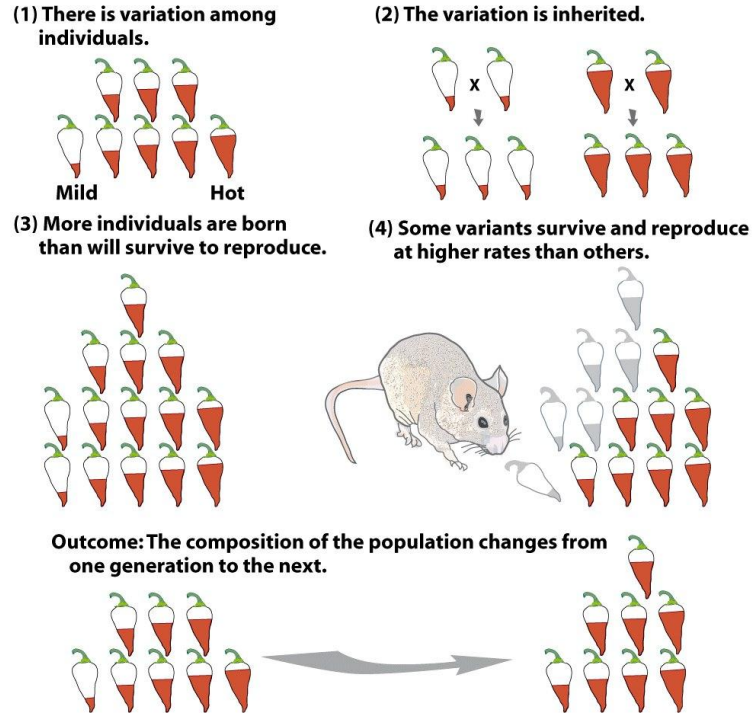 (1) There is variation among
individuals.
Mild
Hot
(2) The variation is inherited.
X
X
(3) More individuals are born
than will survive to reproduce.
(4) Some variants survive and reproduce
at higher rates than others.
Outcome: The composition of the population changes from
one generation to the next.